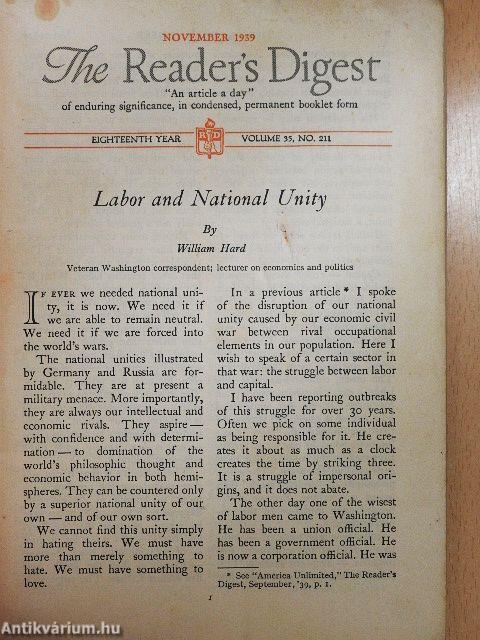 NOVEMBER 1939
The Reader's Digest
"An article a day"
of enduring significance, in condensed, permanent booklet form
EIGHTEENTH YEAR
RD
VOLUME 35, NO. 211
Labor and National Unity
By
William Hard
Veteran Washington correspondent; lecturer on economics and politics
IF EVER we needed national uni-
ty, it is now. We need it if
we are able to remain neutral.
We need it if we are forced into
the world's wars.
The national unities illustrated
by Germany and Russia are for-
midable. They are at present a
military menace. More importantly,
they are always our intellectual and
economic rivals. They aspire —
with confidence and with determi-
nation — to domination of the
world's philosophic thought and
economic behavior in both hemi-
spheres. They can be countered only
by a superior national unity of our
own — and of our own sort.
We cannot find this unity simply
in hating theirs. We must have
more than merely something to
hate. We must have something to
love.
In a previous article * I spoke
of the disruption of our national
unity caused by our economic civil
war between rival occupational
elements in our population. Here I
wish to speak of a certain sector in
that war: the struggle between labor
and capital.
I have been reporting outbreaks
of this struggle for over 30 years.
Often we pick on some individual
as being responsible for it. He cre-
ates it about as much as a clock
creates the time by striking three.
It is a struggle of impersonal ori-
gins, and it does not abate.
The other day one of the wisest
of labor men came to Washington.
He has been a union official. He
has been a government official. He
is now a corporation official. He was
* See "America Unlimited," The Reader's
Digest, September, '39, p. 1.
1
Antikvárium.hu